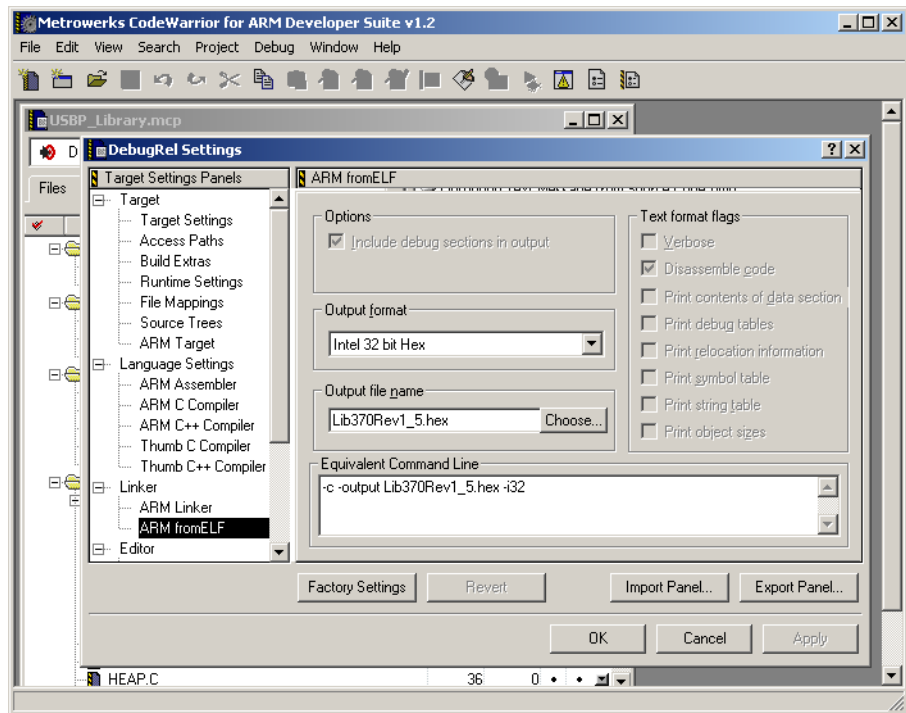 Metrowerks CodeWarrior for ARM Developer Suite v1.2
File Edit View Search Project Debug Window Help
USBP_Library.mcp
D
DebugRel Settings
Files
Target Settings Panels
Target
Target Settings
Access Paths
Build Extras
Runtime Settings
File Mappings
Source Trees
ARM Target
Language Settings
ARM Assembler
ARM C Compiler
ARM C++ Compiler
Thumb C Compiler
Thumb C++ Compiler
Linker
ARM Linker
ARM fromELF
Editor
ARM fromELF
Options
Include debug sections in output
Output format
Intel 32 bit Hex
Output file name
Lib370Rev1_5.hex
Choose...
Text format flags
Verbose
Disassemble code
Print contents of data section
Print debug tables
Print relocation information
Print symbol table
Print string table
Print object sizes
Equivalent Command Line
-c -output Lib370Rev1_5.hex -i32
Factory Settings Revert Import Panel... Export Panel...
OK Cancel Apply
HEAP.C 36 0